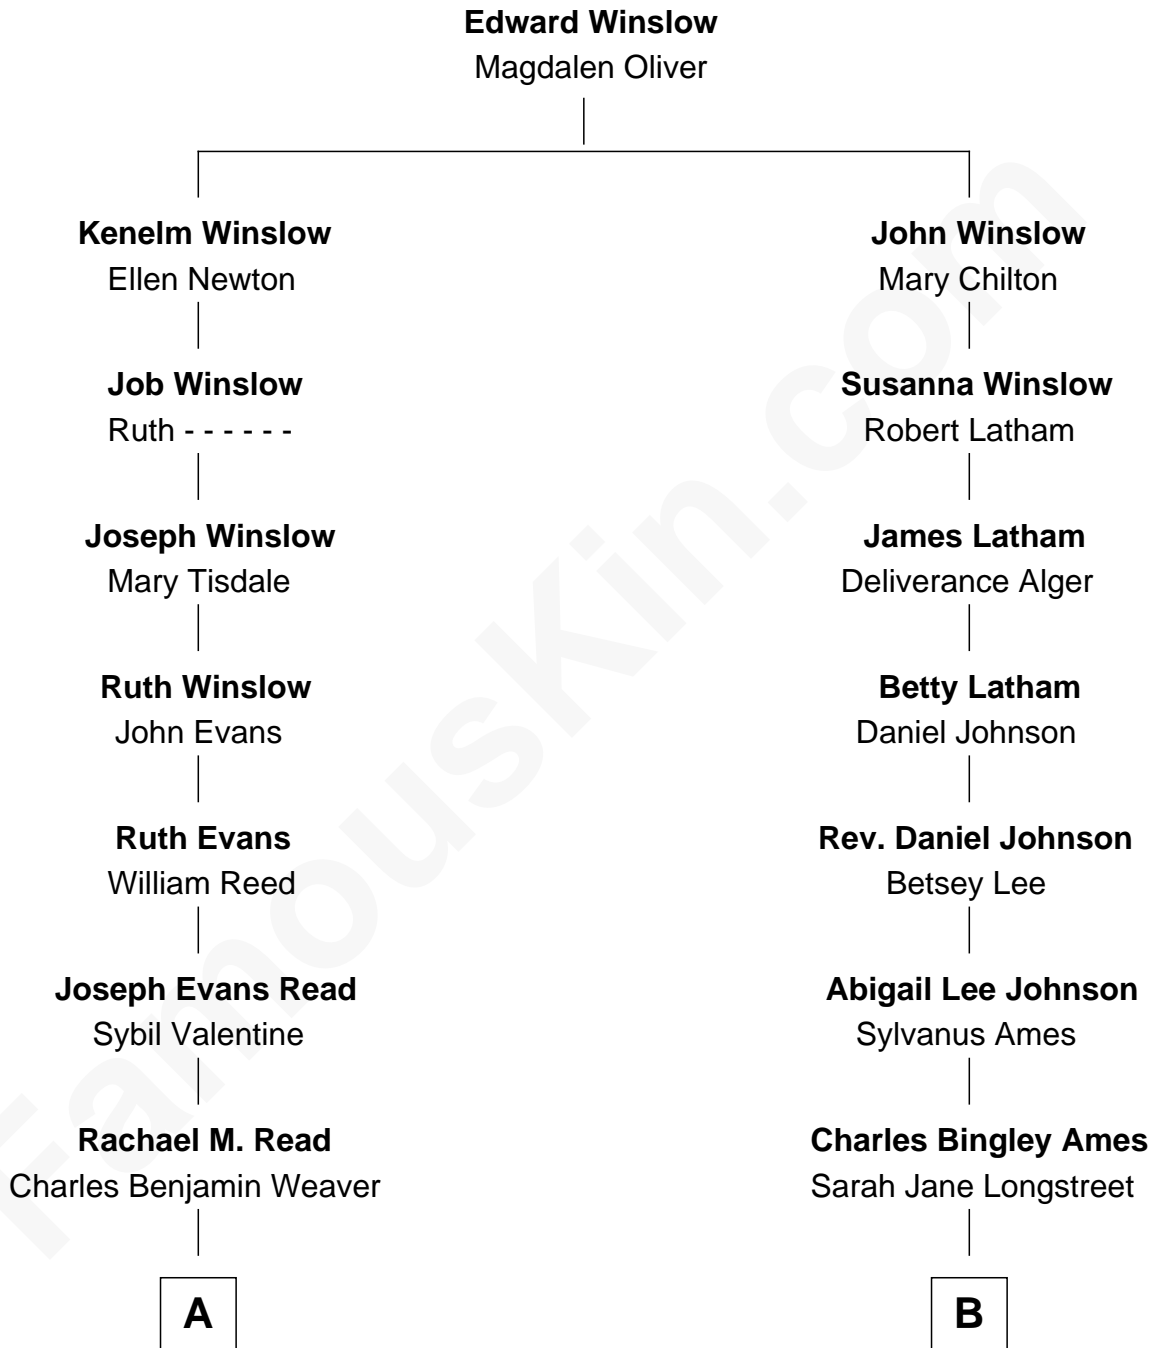 Edward Winslow
Magdalen Oliver
Kenelm Winslow
Ellen Newton
John Winslow
Mary Chilton
Job Winslow
Ruth - - - - - -
Susanna Winslow
Robert Latham
Joseph Winslow
Mary Tisdale
James Latham
Deliverance Alger
Ruth Winslow
John Evans
Betty Latham
Daniel Johnson
Ruth Evans
William Reed
Rev. Daniel Johnson
Betsey Lee
Joseph Evans Read
Sybil Valentine
Abigail Lee Johnson
Sylvanus Ames
Rachael M. Read
Charles Benjamin Weaver
Charles Bingley Ames
Sarah Jane Longstreet
A
B
FamousKin.com